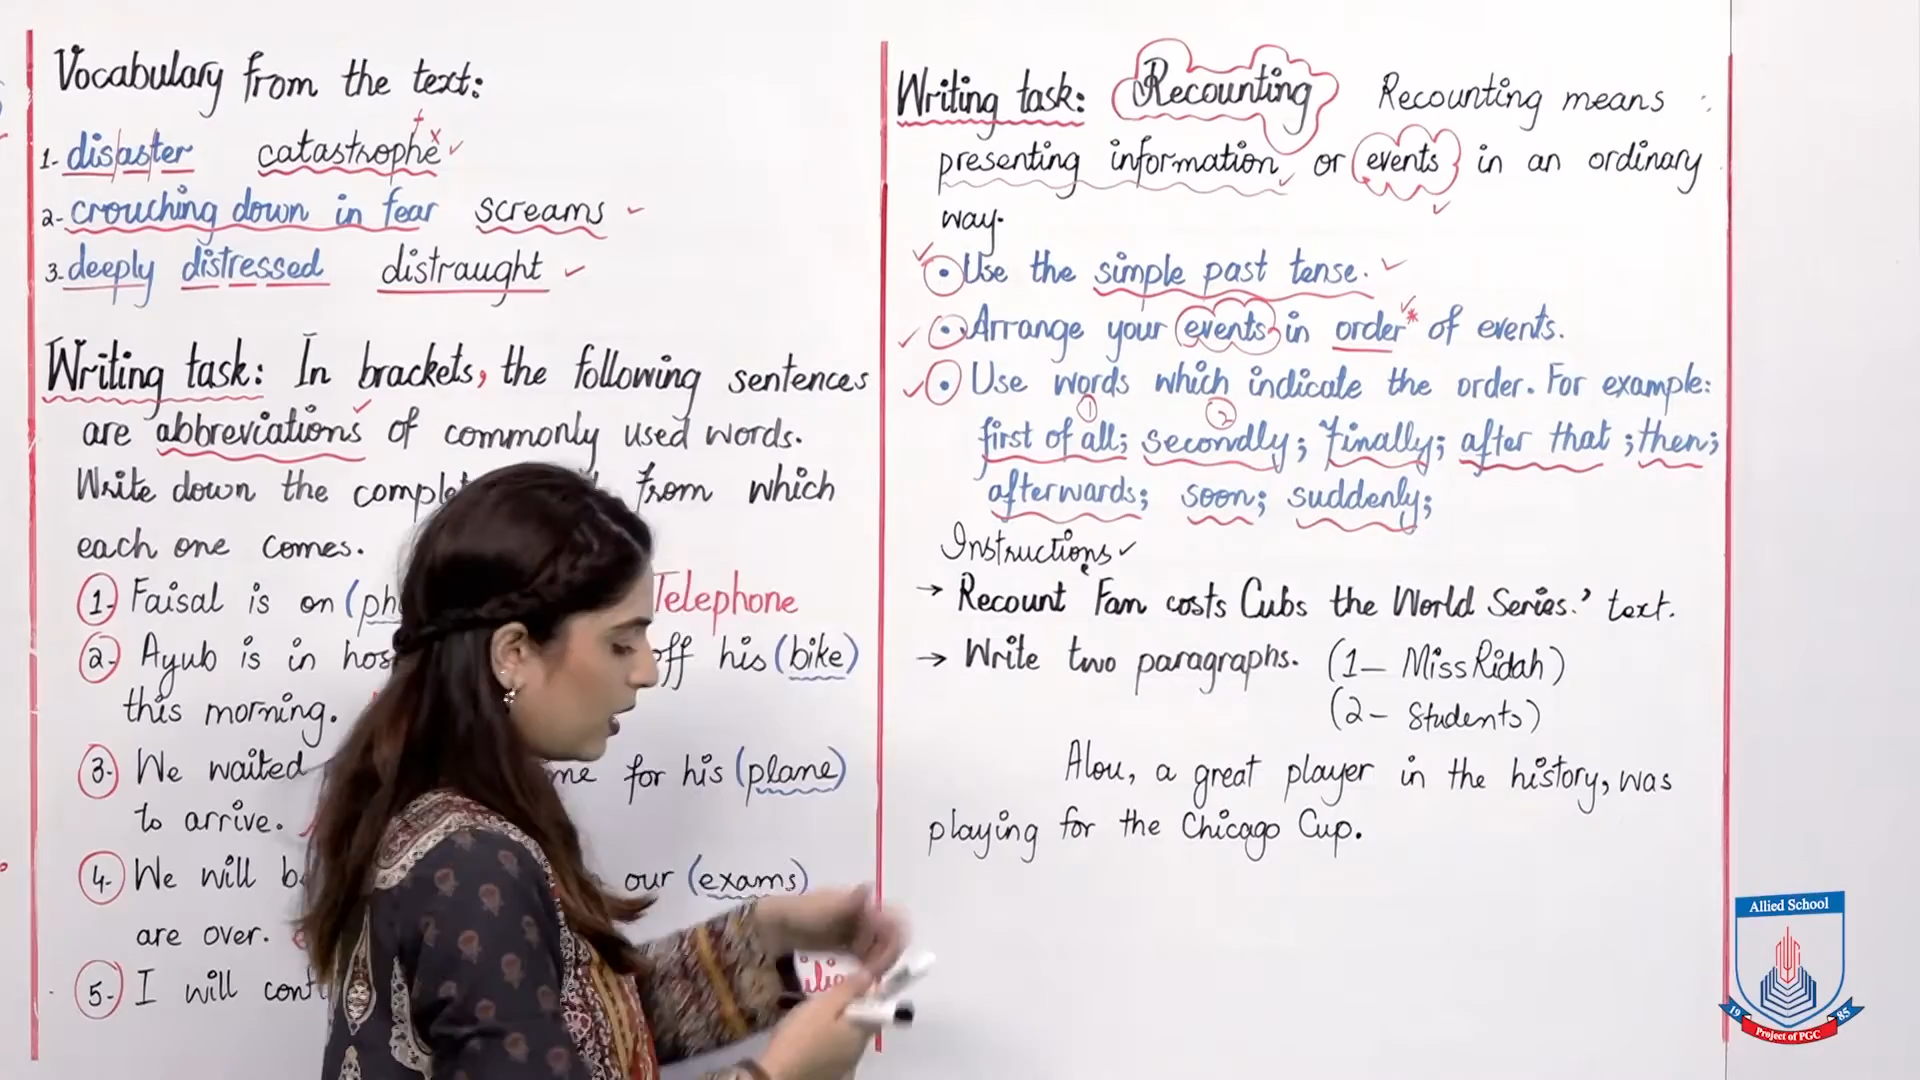 Vocabulary from the text:
1- disaster catastrophe
2- crouching down in fear screams
3- deeply distressed distraught
Writing task: In brackets, the following sentences
are abbreviations of commonly used words.
Write down the from which
each one comes.
1- Faisal is on Telephone
2- Ayub is in off his (bike)
this morning.
3- We waited for his (plane)
to arrive.
4- We will our (exams)
are over.
5- I will
Writing task: Recounting Recounting means
presenting information or events in an ordinary
way.
• Use the simple past tense.
• Arrange your events in order* of events.
• Use words which indicate the order. For example:
1 2
first of all; secondly; finally; after that; then;
afterwards; soon; suddenly;
Instructions
→ Recount 'Fan costs Cubs the World Series.' text.
→ Write two paragraphs. (1- Miss Ridah)
(2- Students)
Alou, a great player in the history, was
playing for the Chicago Cup.
Allied School
19 85
Project of PGC